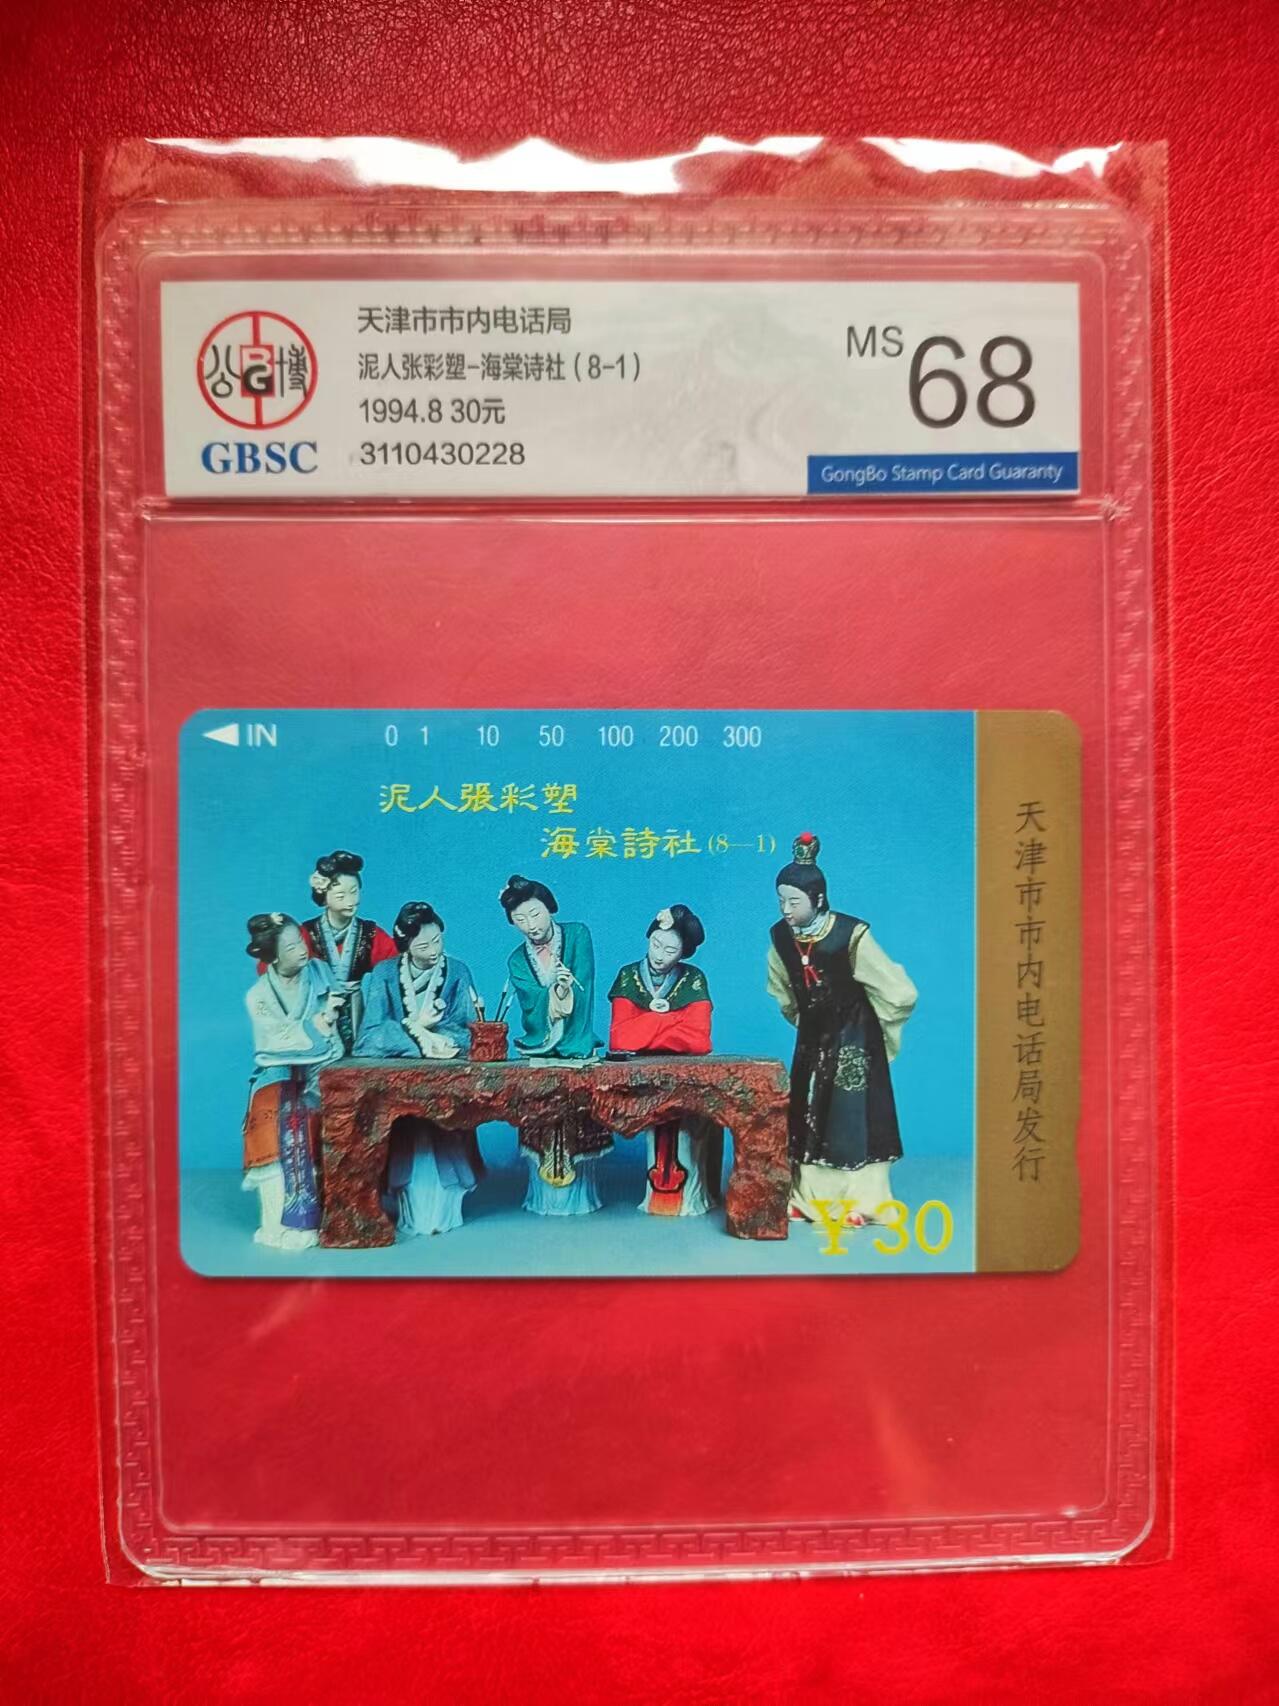 天津市市内电话局
泥人张彩塑-海棠诗社（8-1）
1994.8 30元
3110430228
公博
BG
GBSC
MS 68
GongBo Stamp Card Guaranty
◀IN 0 1 10 50 100 200 300
泥人張彩塑
海棠詩社(8—1)
天津市市内电话局发行
¥30